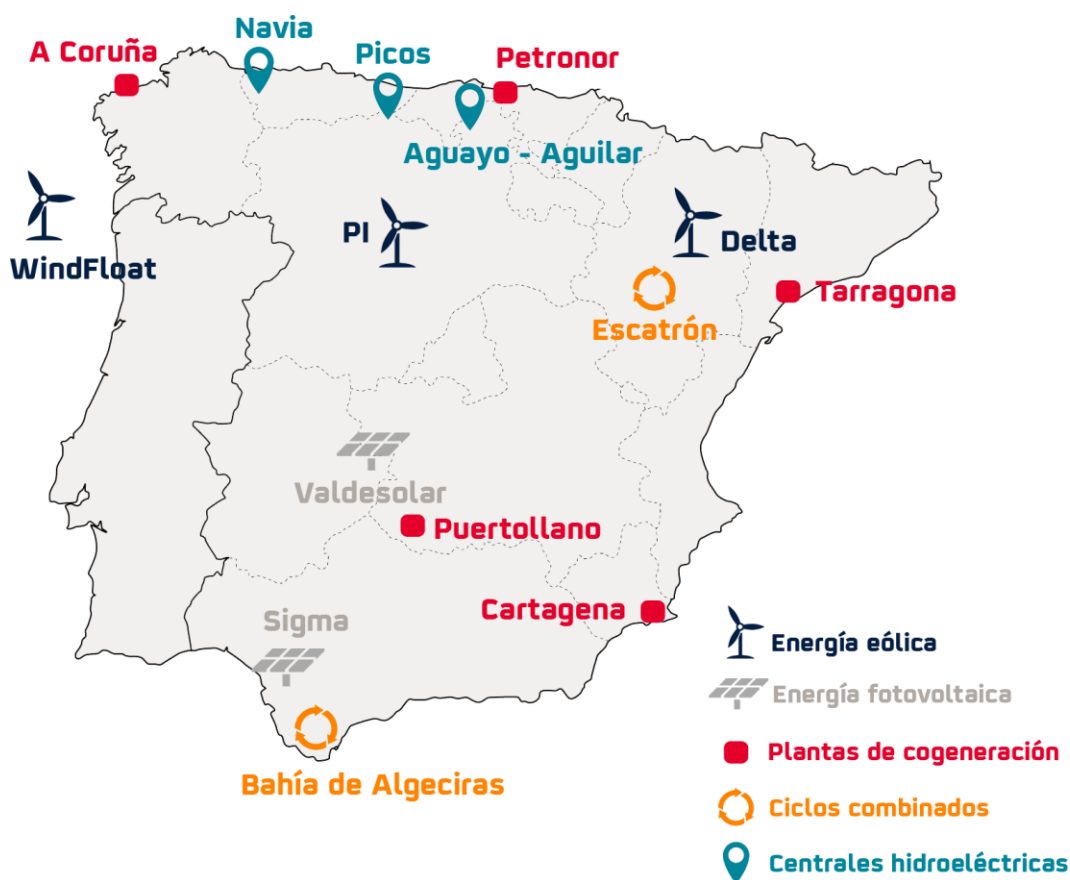 Navia
A Coruña
Picos
Petronor
Aguayo - Aguilar
PI
Delta
WindFloat
Tarragona
Escatrón
Valdesolar
Puertollano
Cartagena
Sigma
Bahía de Algeciras
Energía eólica
Energía fotovoltaica
Plantas de cogeneración
Ciclos combinados
Centrales hidroeléctricas